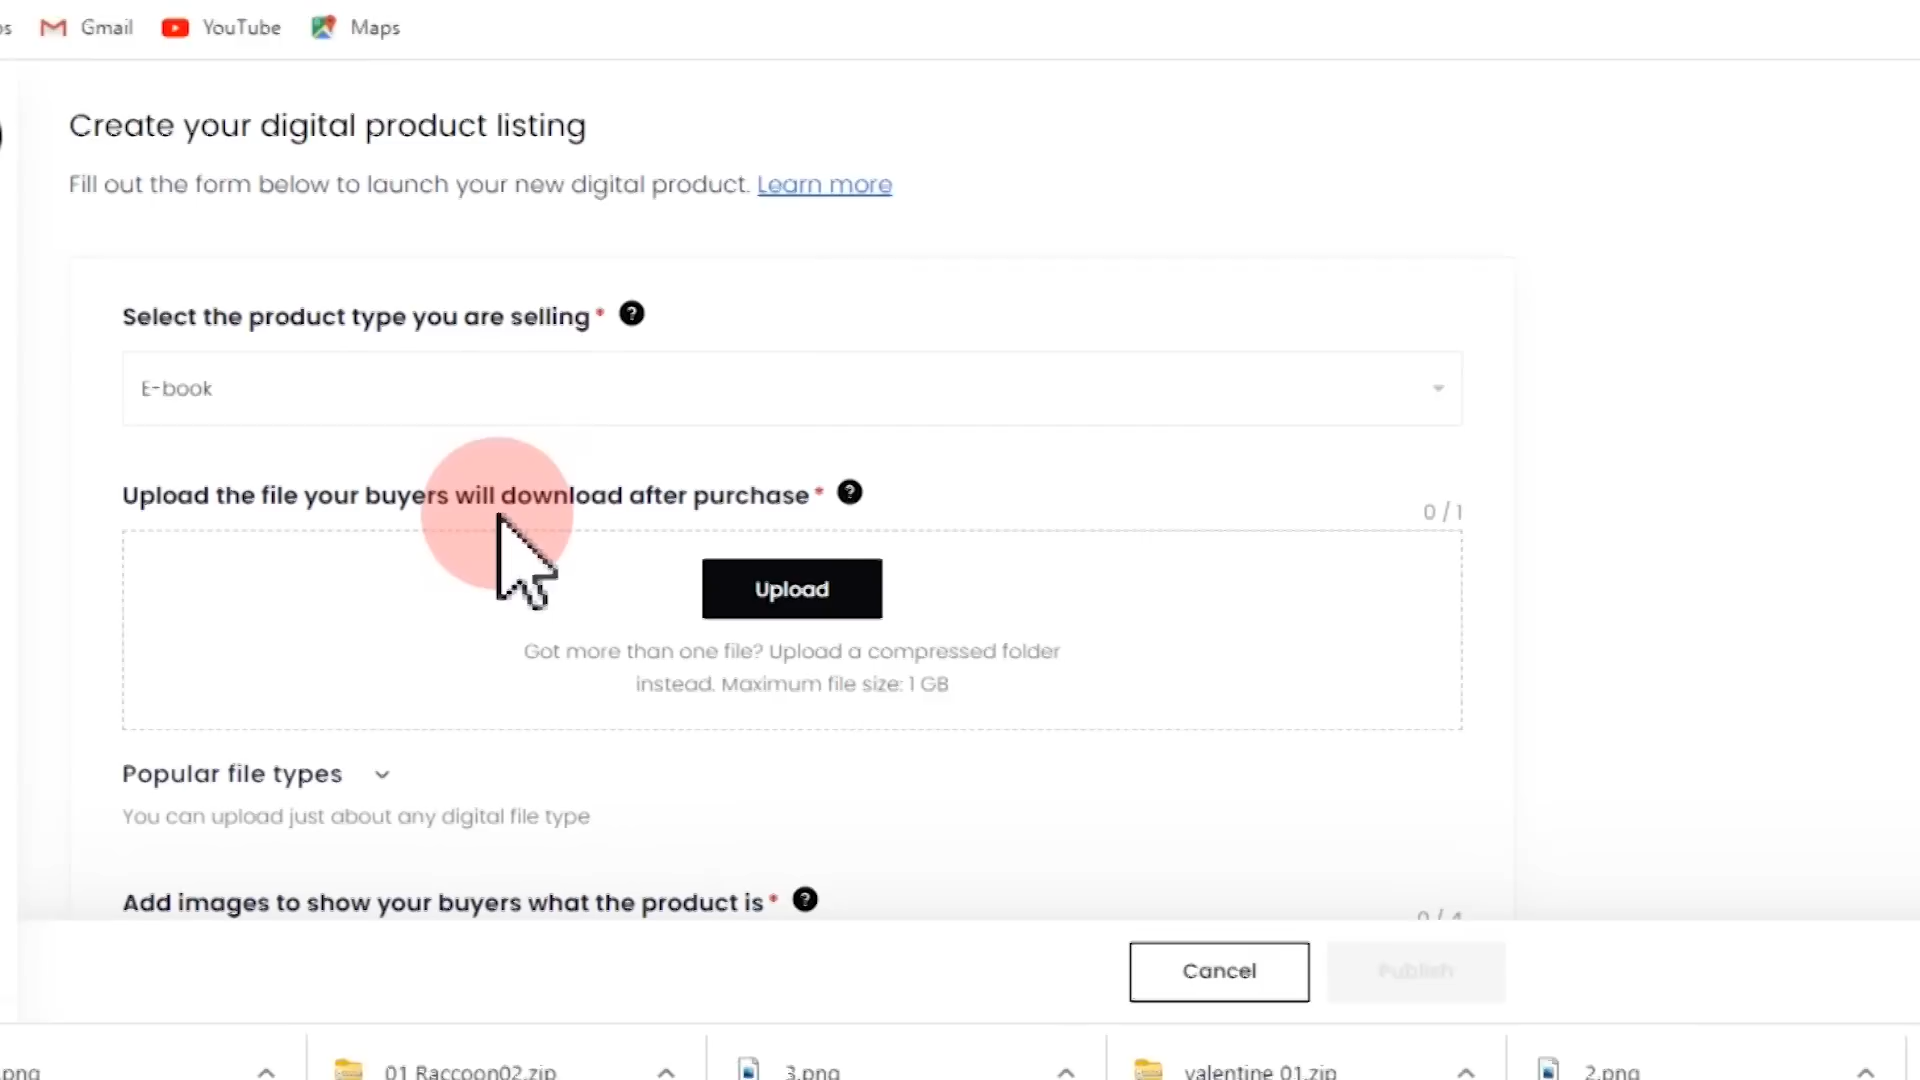 Gmail YouTube Maps
Create your digital product listing
Fill out the form below to launch your new digital product. Learn more
Select the product type you are selling * ?
E-book
Upload the file your buyers will download after purchase * ?
0 / 1
Upload
Got more than one file? Upload a compressed folder
instead. Maximum file size: 1 GB
Popular file types
You can upload just about any digital file type
Add images to show your buyers what the product is * ?
0 / 4
Cancel Publish
.png 01 Raccoon02.zip 3.png valentine 01.zip 2.png